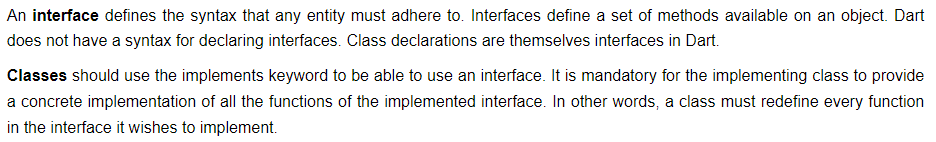 An interface defines the syntax that any entity must adhere to. Interfaces define a set of methods available on an object. Dart
does not have a syntax for declaring interfaces. Class declarations are themselves interfaces in Dart.
Classes should use the implements keyword to be able to use an interface. It is mandatory for the implementing class to provide
a concrete implementation of all the functions of the implemented interface. In other words, a class must redefine every function
in the interface it wishes to implement.